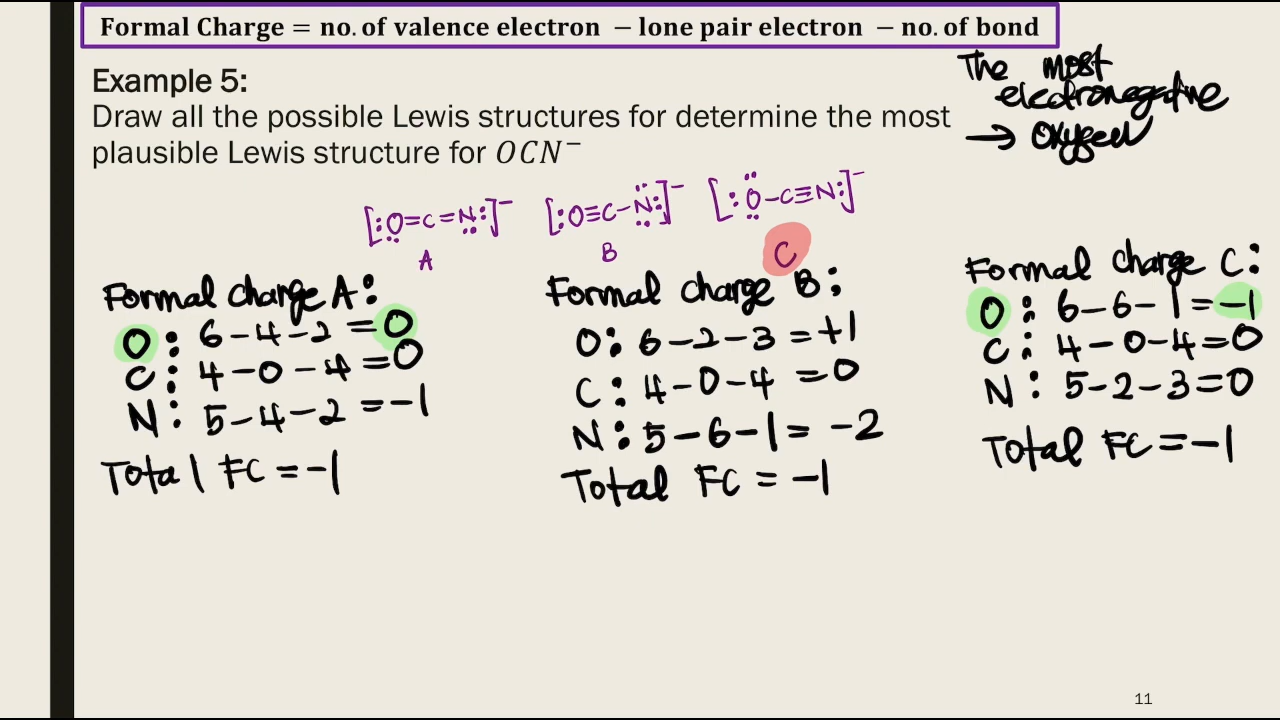 Formal Charge = no. of valence electron − lone pair electron − no. of bond
Example 5:
Draw all the possible Lewis structures for determine the most
plausible Lewis structure for OCN⁻
The most
electronegative
→ oxygen
[:Ö=C=N̈:]⁻ [:O≡C−N̈:]⁻ [:Ö−C≡N:]⁻
A B C
Formal charge A:
O: 6−4−2 = 0
C: 4−0−4 = 0
N: 5−4−2 = −1
Total FC = −1
Formal charge B:
O: 6−2−3 = +1
C: 4−0−4 = 0
N: 5−6−1 = −2
Total FC = −1
Formal charge C:
O: 6−6−1 = −1
C: 4−0−4 = 0
N: 5−2−3 = 0
Total FC = −1
11